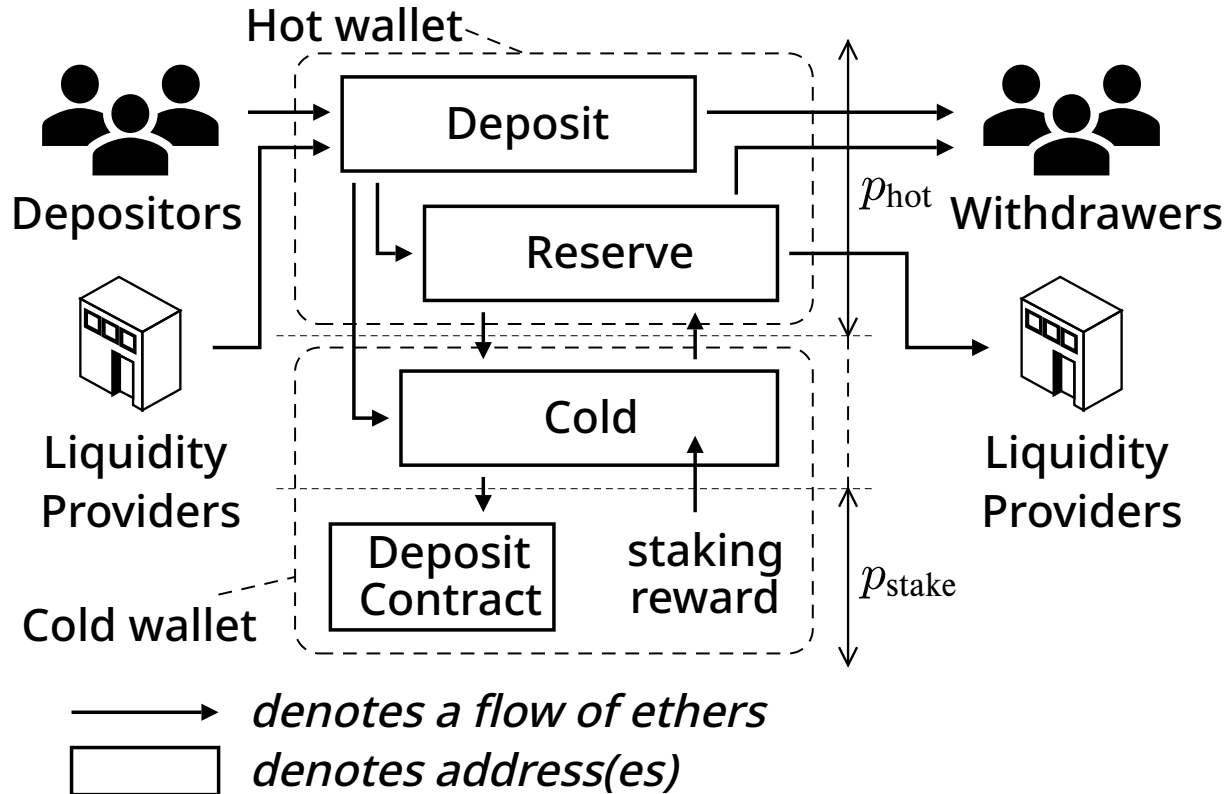 Hot wallet
Deposit
Depositors
p_hot
Withdrawers
Reserve
Liquidity
Providers
Cold
Liquidity
Providers
Deposit
Contract
staking
reward
p_stake
Cold wallet
denotes a flow of ethers
denotes address(es)